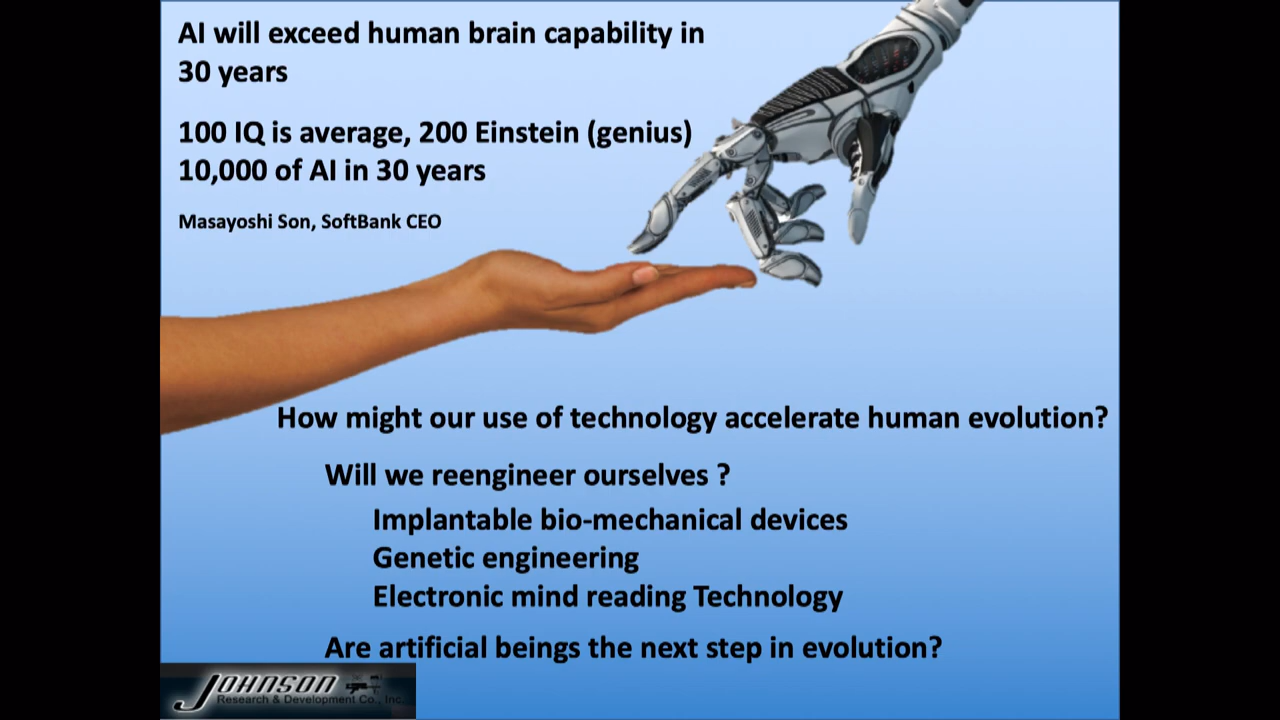 AI will exceed human brain capability in
30 years
100 IQ is average, 200 Einstein (genius)
10,000 of AI in 30 years
Masayoshi Son, SoftBank CEO
How might our use of technology accelerate human evolution?
Will we reengineer ourselves ?
Implantable bio-mechanical devices
Genetic engineering
Electronic mind reading Technology
Are artificial beings the next step in evolution?
JOHNSON
Research & Development Co., Inc.